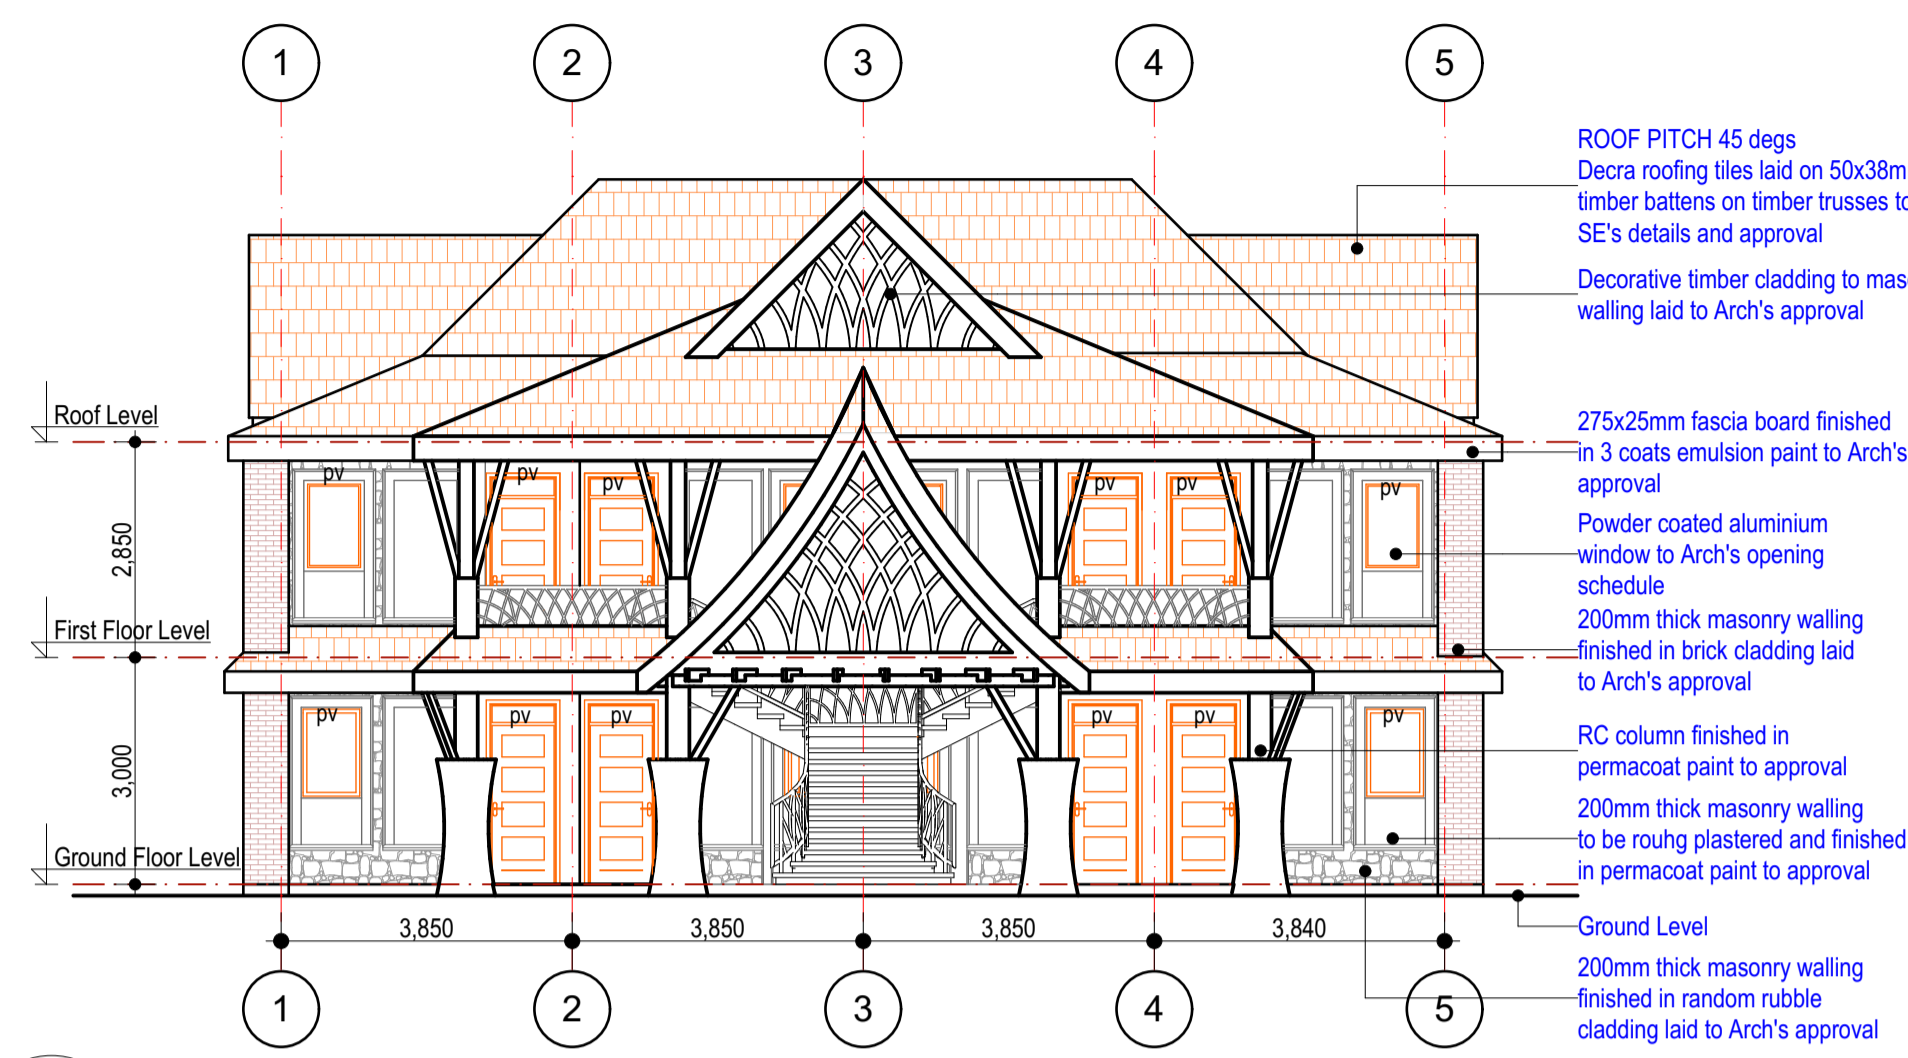 1 2 3 4 5
ROOF PITCH 45 degs
Decra roofing tiles laid on 50x38m
timber battens on timber trusses to
SE's details and approval
Decorative timber cladding to mas
walling laid to Arch's approval
Roof Level
275x25mm fascia board finished
in 3 coats emulsion paint to Arch's
approval
pv pv pv pv pv pv
2,850
Powder coated aluminium
window to Arch's opening
schedule
First Floor Level
200mm thick masonry walling
finished in brick cladding laid
to Arch's approval
pv pv pv pv pv pv
3,000
RC column finished in
permacoat paint to approval
200mm thick masonry walling
to be rouhg plastered and finished
in permacoat paint to approval
Ground Floor Level
3,850 3,850 3,850 3,840
Ground Level
200mm thick masonry walling
finished in random rubble
cladding laid to Arch's approval
1 2 3 4 5